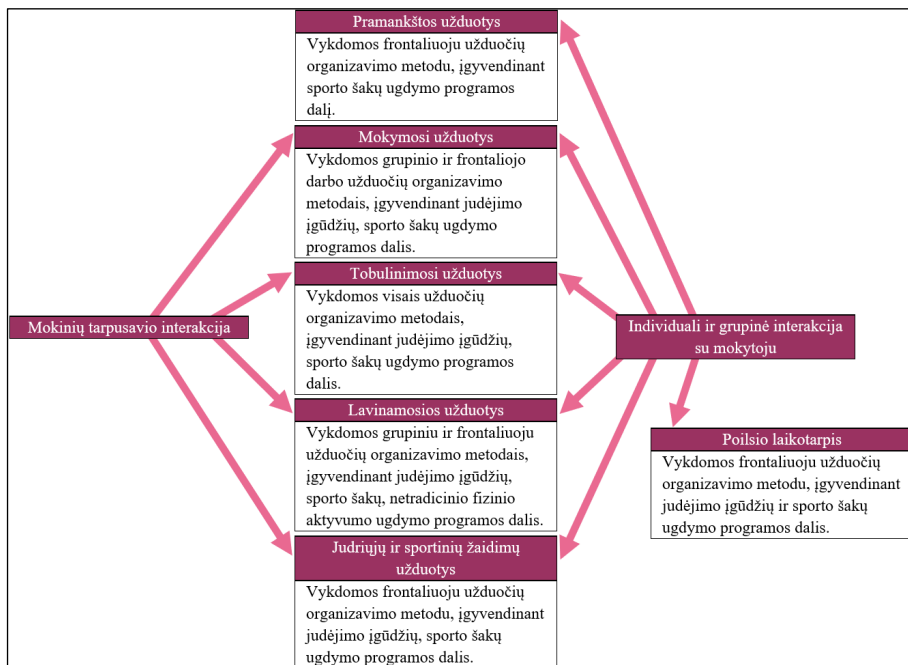 Pramankštos užduotys
Vykdomos frontaliuoju užduočių
organizavimo metodu, įgyvendinant
sporto šakų ugdymo programos
dalį.
Mokymosi užduotys
Vykdomos grupinio ir frontaliojo
darbo užduočių organizavimo
metodais, įgyvendinant judėjimo
įgūdžių, sporto šakų ugdymo
programos dalis.
Tobulinimosi užduotys
Vykdomos visais užduočių
organizavimo metodais,
įgyvendinant judėjimo įgūdžių,
sporto šakų ugdymo programos
dalis.
Mokinių tarpusavio interakcija
Individuali ir grupinė interakcija
su mokytoju
Lavinamosios užduotys
Vykdomos grupiniu ir frontaliuoju
užduočių organizavimo metodais,
įgyvendinant judėjimo įgūdžių,
sporto šakų, netradicinio fizinio
aktyvumo ugdymo programos dalis.
Poilsio laikotarpis
Vykdomos frontaliuoju užduočių
organizavimo metodu, įgyvendinant
judėjimo įgūdžių ir sporto šakų
ugdymo programos dalis.
Judriųjų ir sportinių žaidimų
užduotys
Vykdomos frontaliuoju užduočių
organizavimo metodu, įgyvendinant
judėjimo įgūdžių, sporto šakų
ugdymo programos dalis.